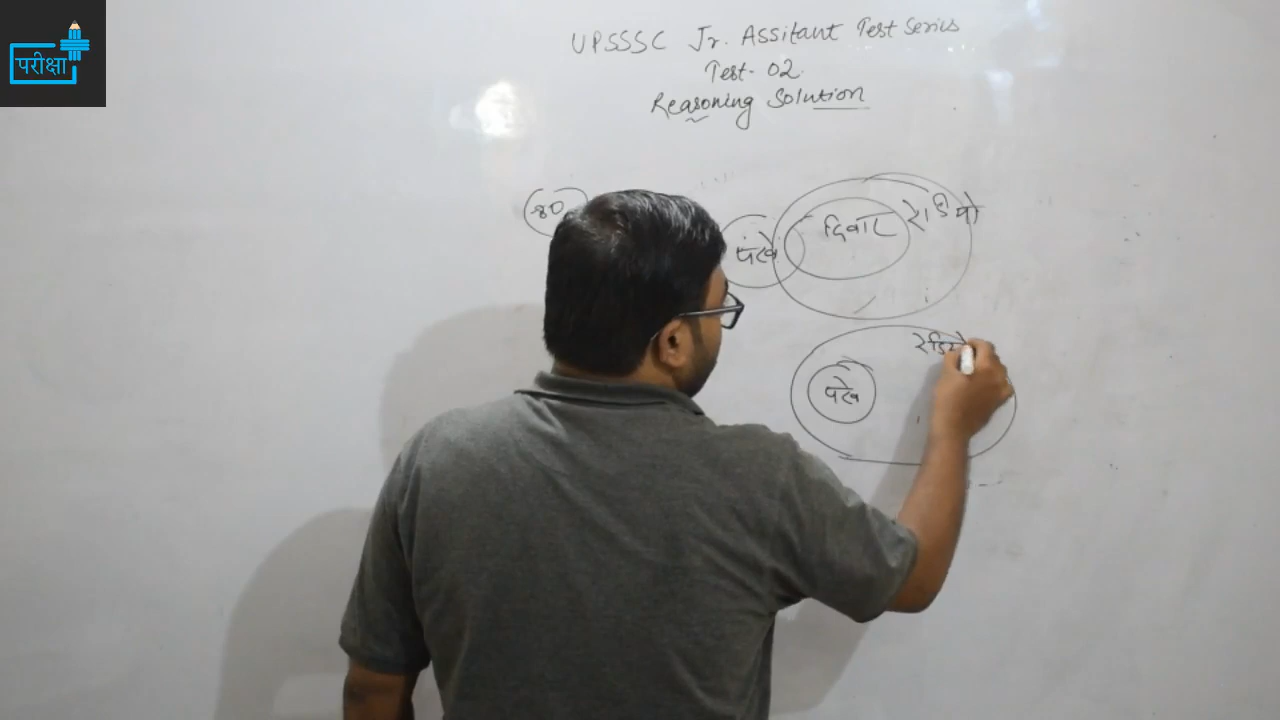 परीक्षा
UPSSSC Jr. Assitant Test Series
Test- 02.
Reasoning Solution
80
पंखे दिवार रेडियो
रेडियो
पंखे